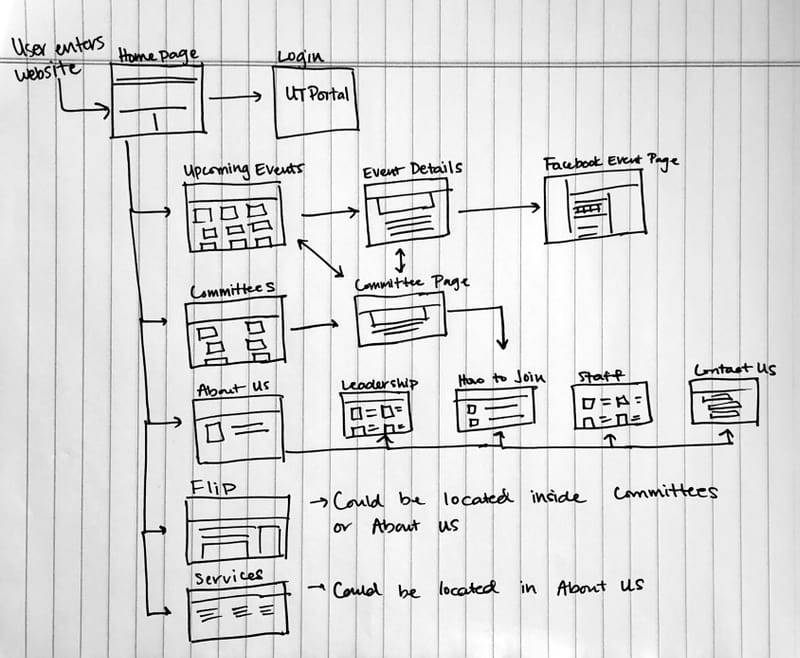 User enters
website
Homepage
Login
UT Portal
Upcoming Events
Event Details
Facebook Event Page
Committees
Committee Page
About Us
Leadership
How to Join
Staff
Contact Us
Flip
→ Could be located inside Committees
or About us
Services
→ Could be located in About Us